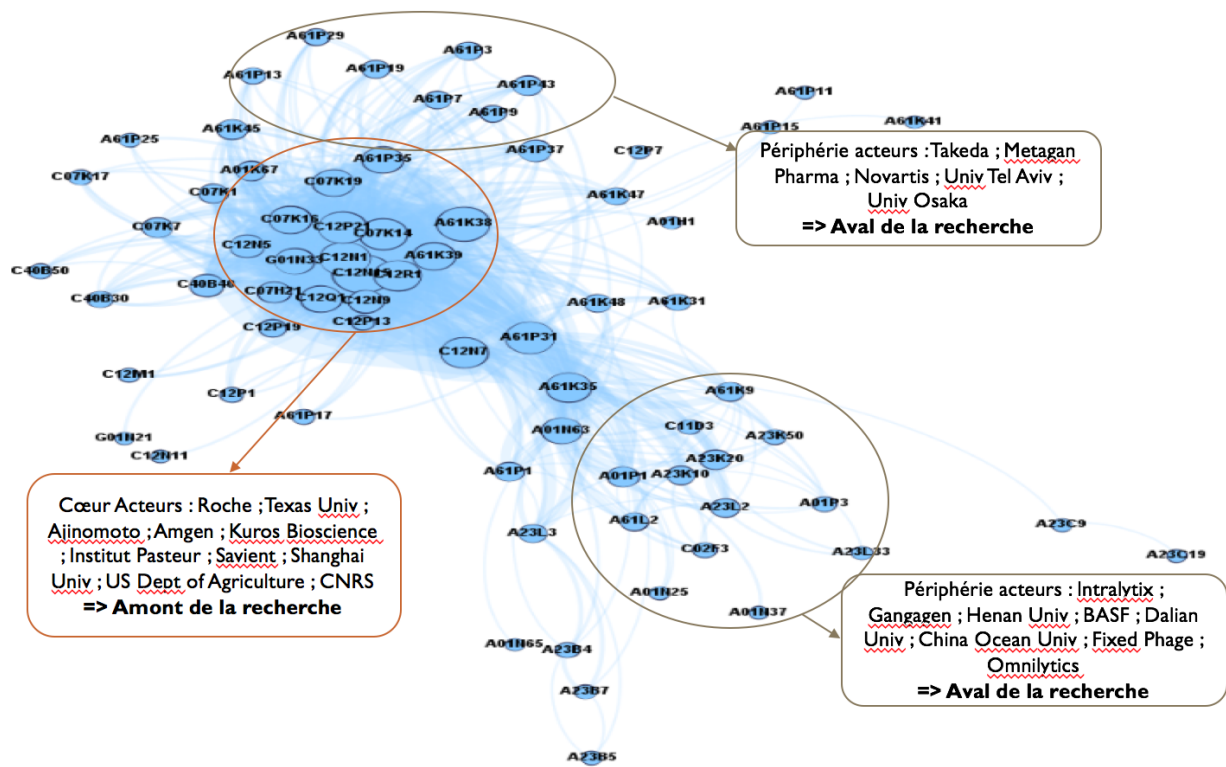 A61P29
A61P3
A61P13
A61P19
A61P43
A61P7
A61P9
A61P11
A61K41
A61P15
A61K45
A61P25
A61P37
C12P7
A61P35
A01K67
C07K17
C07K1
C07K19
A61K47
A01H1
C07K7
C07K16
C12P21
C07K14
A61K38
C12N5
G01N33
C12N1
A61K39
C12N15
C12R1
C40B50
C40B30
C40B40
C07H21
C12Q1
C12N9
A61K48
A61K31
C12P19
C12P13
A61P31
C12N7
C12M1
C12P1
A61K35
A61K9
A61P17
A01N63
C11D3
A23K50
G01N21
C12N11
A23K20
A61P1
A01P1
A23K10
A23L2
A01P3
A61L2
A23L3
C02F3
A23L33
A23C9
A23C19
A01N25
A01N37
A01N65
A23B4
A23B7
A23B5
Périphérie acteurs : Takeda ; Metagan
Pharma ; Novartis ; Univ Tel Aviv ;
Univ Osaka
=> Aval de la recherche
Cœur Acteurs : Roche ; Texas Univ ;
Ajinomoto ; Amgen ; Kuros Bioscience
; Institut Pasteur ; Savient ; Shanghai
Univ ; US Dept of Agriculture ; CNRS
=> Amont de la recherche
Périphérie acteurs : Intralytix ;
Gangagen ; Henan Univ ; BASF ; Dalian
Univ ; China Ocean Univ ; Fixed Phage ;
Omnilytics
=> Aval de la recherche